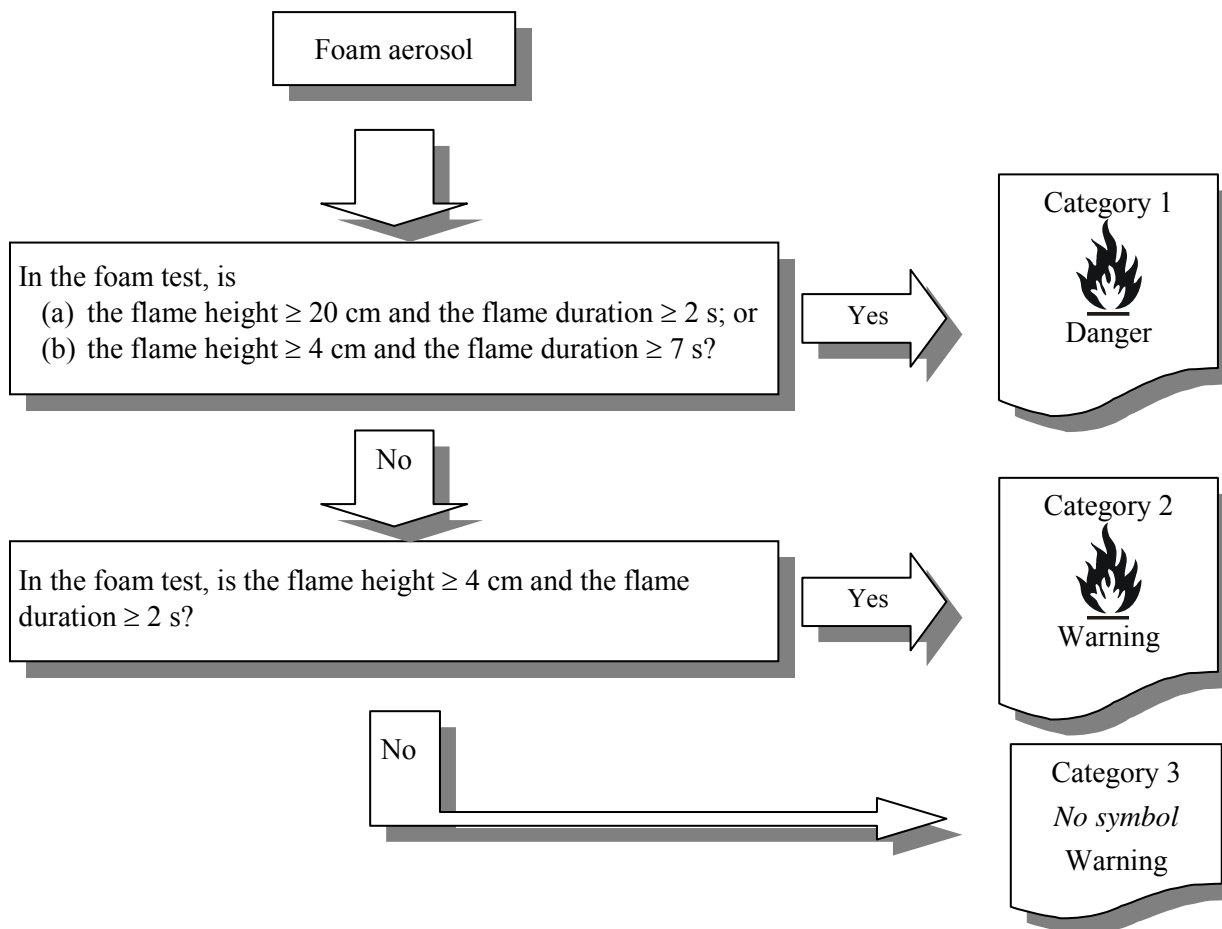 Foam aerosol
Category 1
Danger
In the foam test, is
(a) the flame height ≥ 20 cm and the flame duration ≥ 2 s; or
(b) the flame height ≥ 4 cm and the flame duration ≥ 7 s?
Yes
No
Category 2
Warning
In the foam test, is the flame height ≥ 4 cm and the flame
duration ≥ 2 s?
Yes
No
Category 3
No symbol
Warning